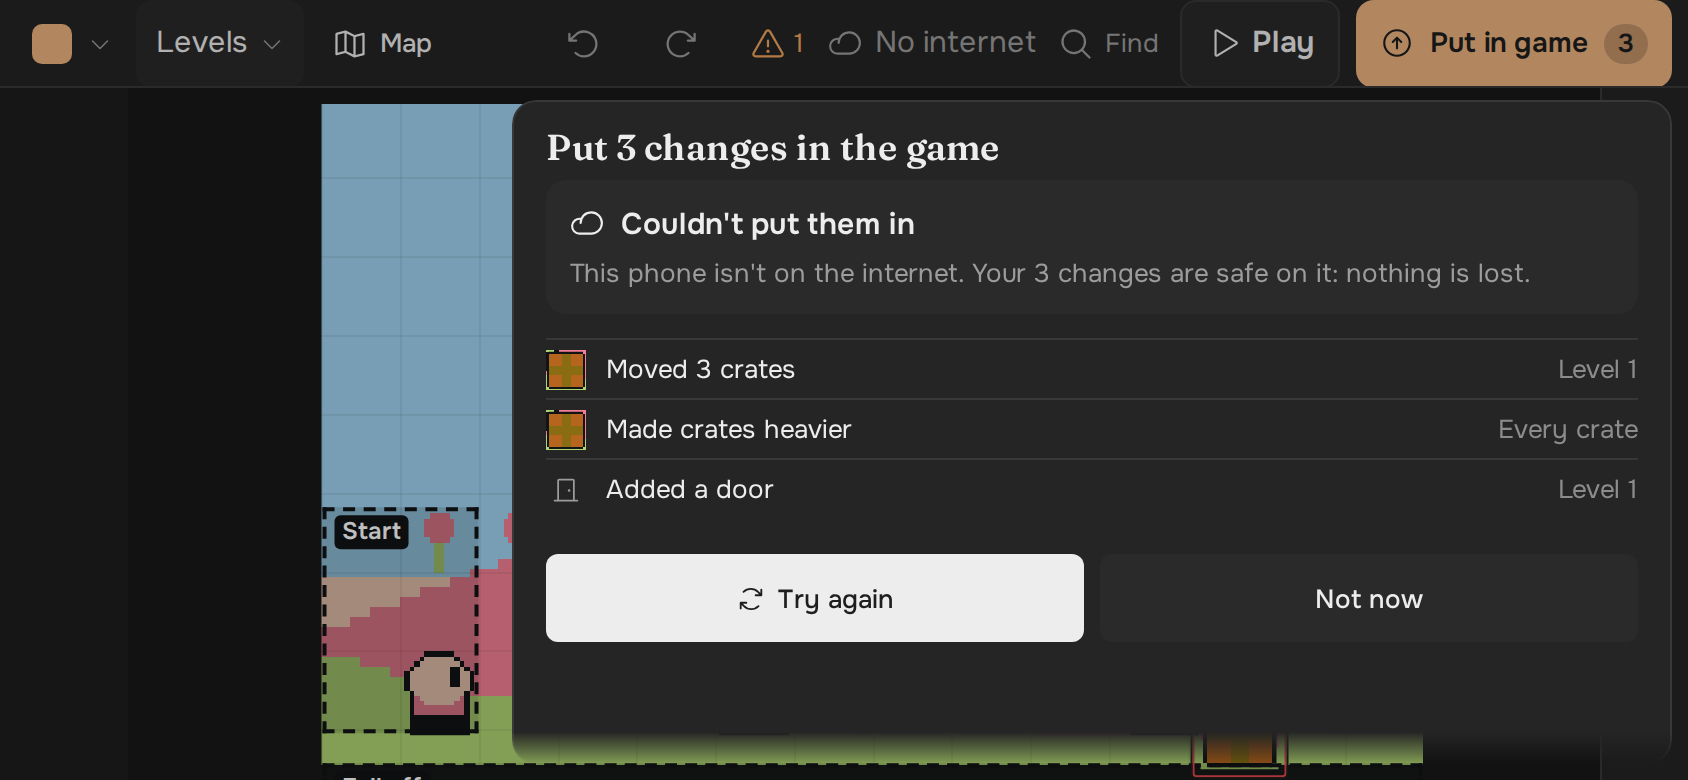 Levels
Map
1
No internet
Find
Play
Put in game 3
Put 3 changes in the game
Couldn't put them in
This phone isn't on the internet. Your 3 changes are safe on it: nothing is lost.
Moved 3 crates Level 1
Made crates heavier Every crate
Added a door Level 1
Start
Try again
Not now